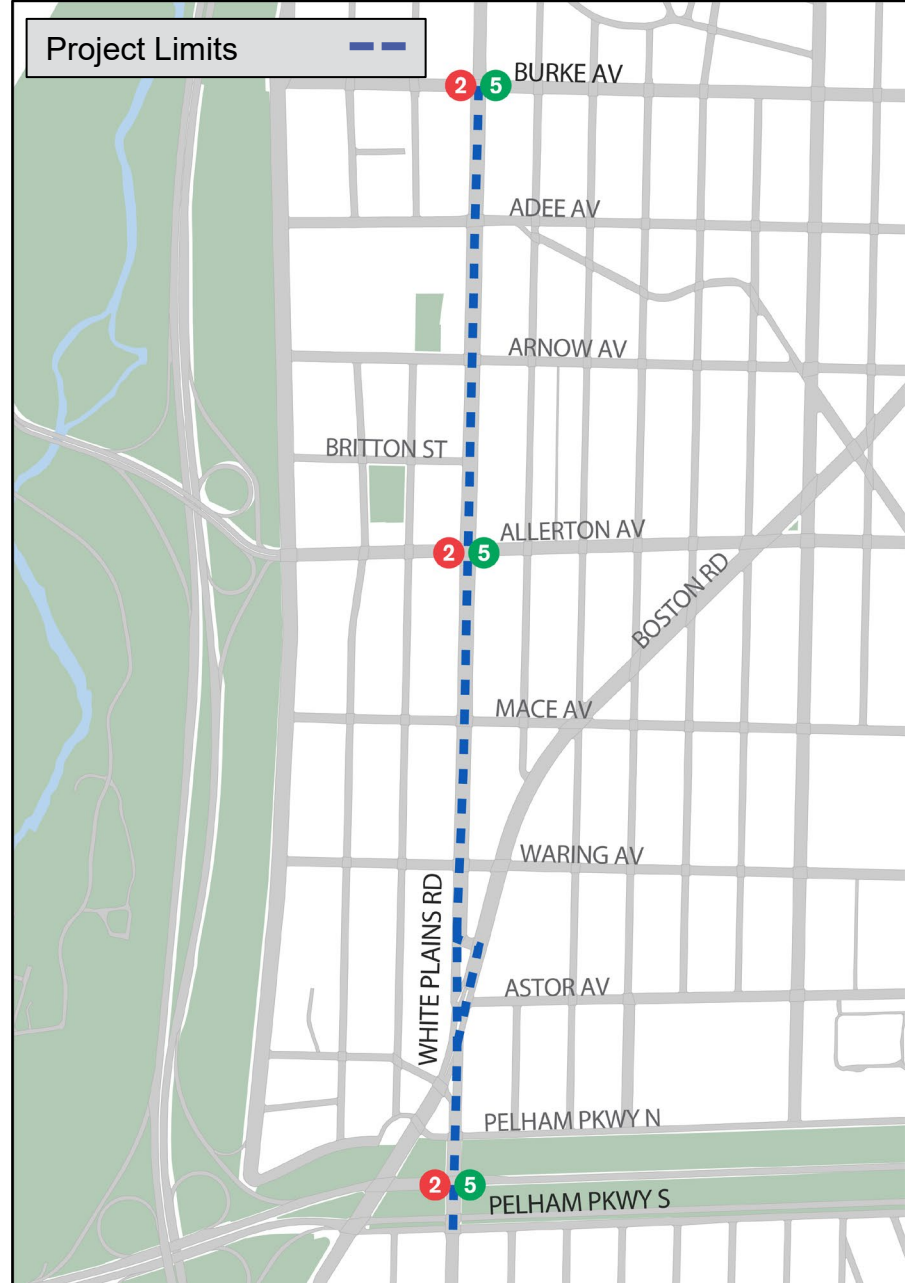 Project Limits
2 5 BURKE AV
ADEE AV
ARNOW AV
BRITTON ST
ALLERTON AV
2 5
BOSTON RD
MACE AV
WARING AV
WHITE PLAINS RD
ASTOR AV
PELHAM PKWY N
2 5
PELHAM PKWY S